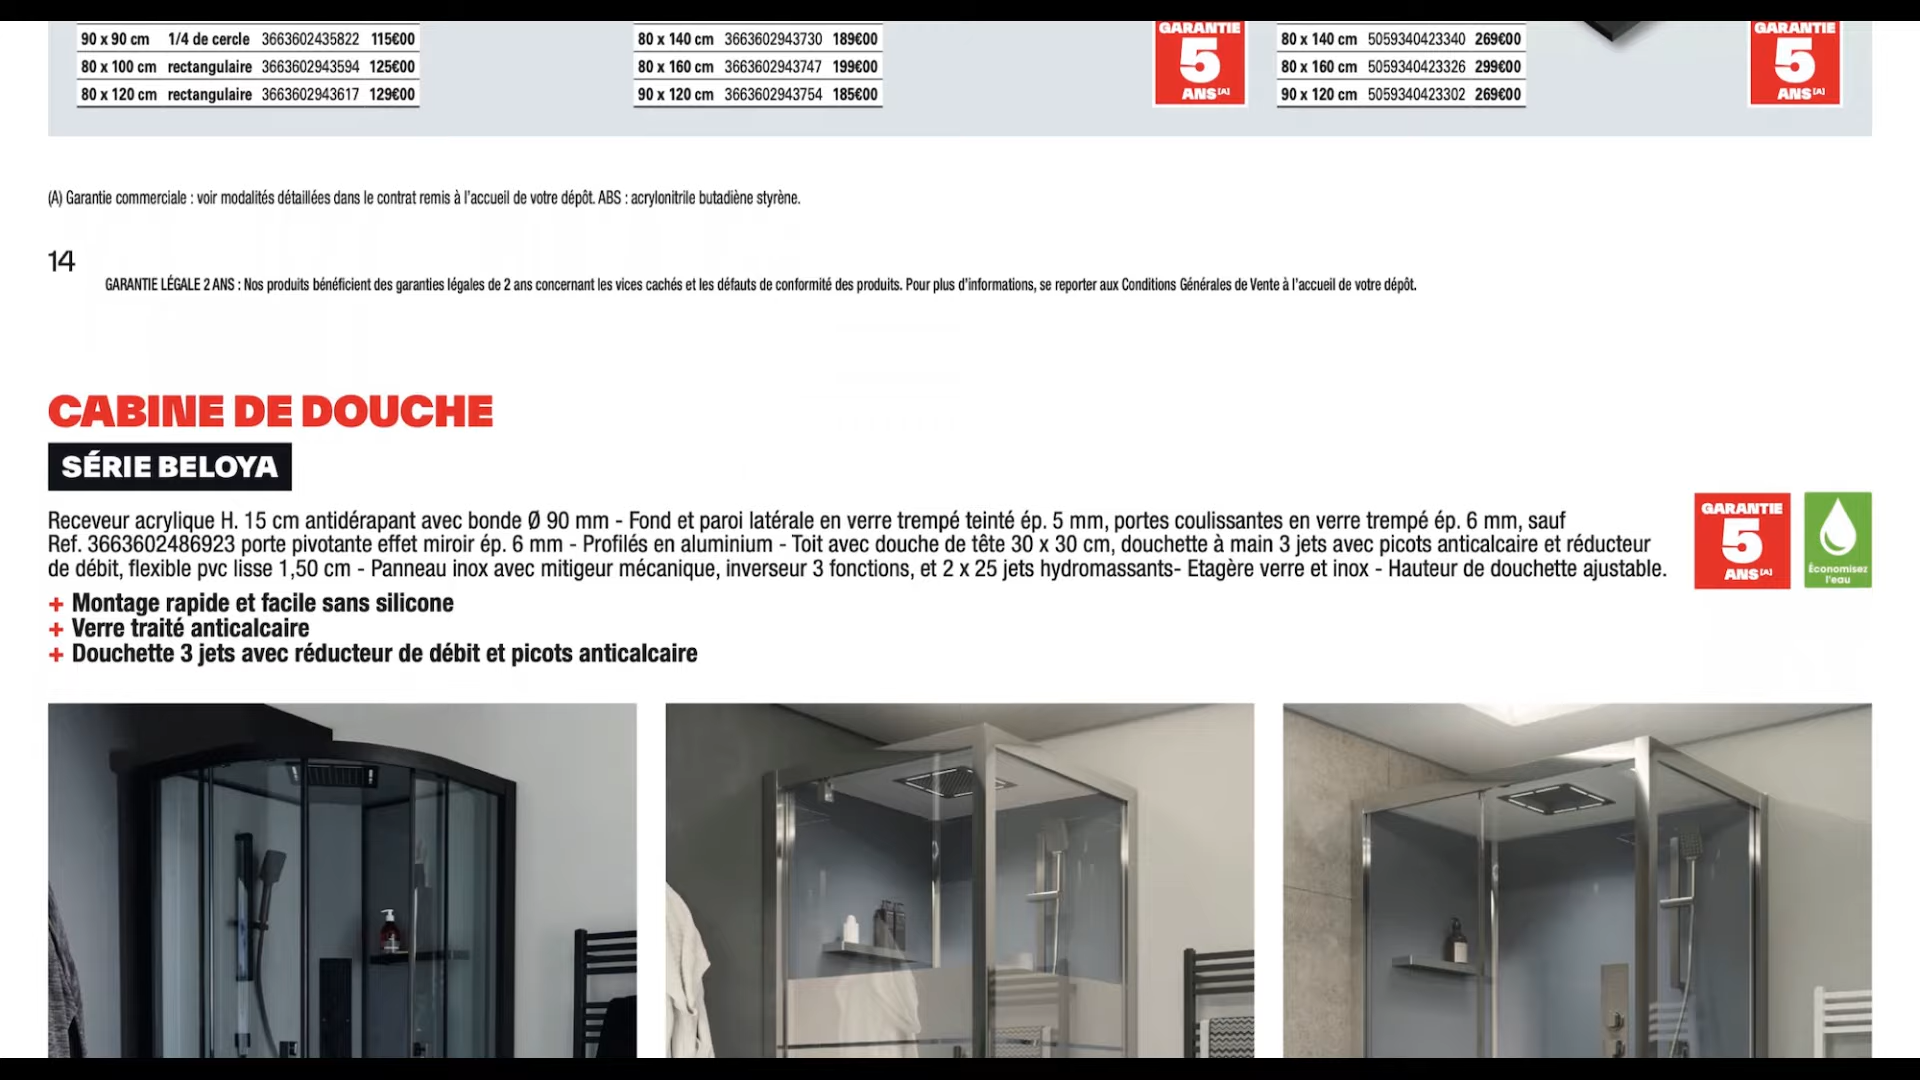 90 x 90 cm 1/4 de cercle 3663602435822 115€00
80 x 100 cm rectangulaire 3663602943594 125€00
80 x 120 cm rectangulaire 3663602943617 129€00
80 x 140 cm 3663602943730 189€00
80 x 160 cm 3663602943747 199€00
90 x 120 cm 3663602943754 185€00
GARANTIE
5
ANS [A]
80 x 140 cm 5059340423340 269€00
80 x 160 cm 5059340423326 299€00
90 x 120 cm 5059340423302 269€00
GARANTIE
5
ANS [A]
(A) Garantie commerciale : voir modalités détaillées dans le contrat remis à l'accueil de votre dépôt. ABS : acrylonitrile butadiène styrène.
14
GARANTIE LÉGALE 2 ANS : Nos produits bénéficient des garanties légales de 2 ans concernant les vices cachés et les défauts de conformité des produits. Pour plus d'informations, se reporter aux Conditions Générales de Vente à l'accueil de votre dépôt.
CABINE DE DOUCHE
SÉRIE BELOYA
Receveur acrylique H. 15 cm antidérapant avec bonde Ø 90 mm - Fond et paroi latérale en verre trempé teinté ép. 5 mm, portes coulissantes en verre trempé ép. 6 mm, sauf
Ref. 3663602486923 porte pivotante effet miroir ép. 6 mm - Profilés en aluminium - Toit avec douche de tête 30 x 30 cm, douchette à main 3 jets avec picots anticalcaire et réducteur
de débit, flexible pvc lisse 1,50 cm - Panneau inox avec mitigeur mécanique, inverseur 3 fonctions, et 2 x 25 jets hydromassants- Etagère verre et inox - Hauteur de douchette ajustable.
GARANTIE
5
ANS [A]
Économisez
l'eau
+ Montage rapide et facile sans silicone
+ Verre traité anticalcaire
+ Douchette 3 jets avec réducteur de débit et picots anticalcaire